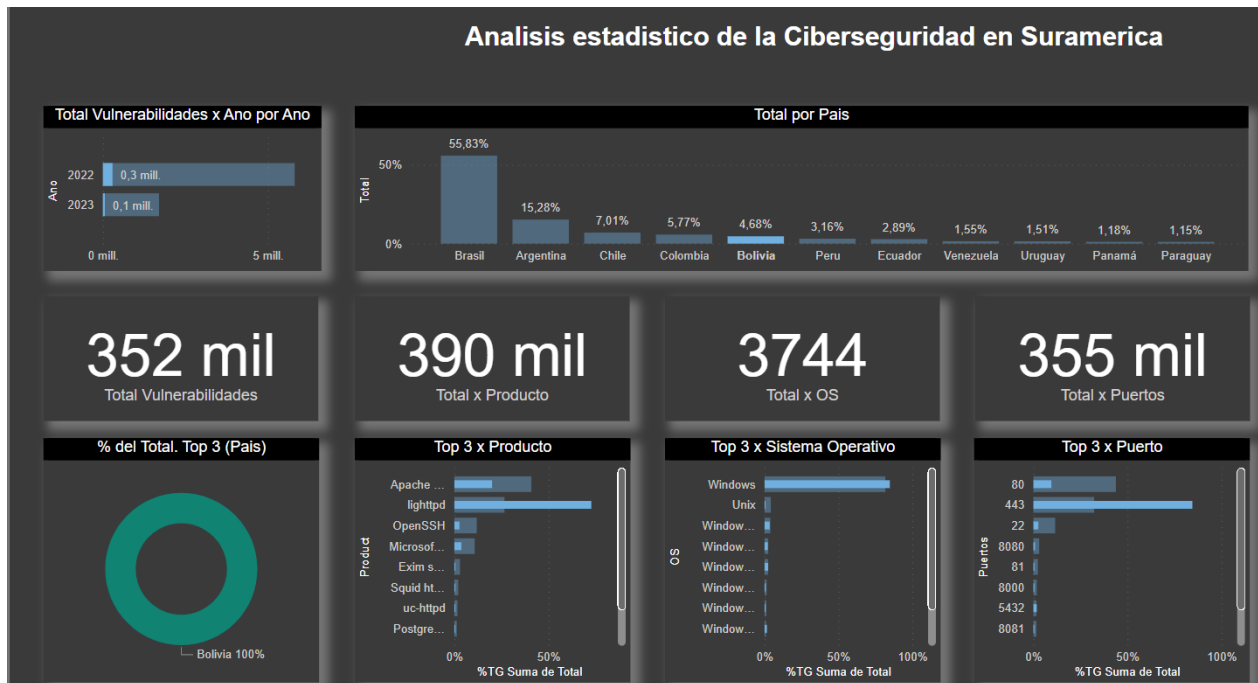 Analisis estadistico de la Ciberseguridad en Suramerica
Total Vulnerabilidades x Ano por Ano
Ano
2022
0,3 mill.
2023
0,1 mill.
0 mill.
5 mill.
Total por Pais
Total
50%
0%
55,83%
15,28%
7,01%
5,77%
4,68%
3,16%
2,89%
1,55%
1,51%
1,18%
1,15%
Brasil
Argentina
Chile
Colombia
Bolivia
Peru
Ecuador
Venezuela
Uruguay
Panamá
Paraguay
352 mil
Total Vulnerabilidades
390 mil
Total x Producto
3744
Total x OS
355 mil
Total x Puertos
% del Total. Top 3 (Pais)
Bolivia 100%
Top 3 x Producto
Product
Apache ...
lighttpd
OpenSSH
Microsof...
Exim s...
Squid ht...
uc-httpd
Postgre...
0%
50%
%TG Suma de Total
Top 3 x Sistema Operativo
OS
Windows
Unix
Window...
Window...
Window...
Window...
Window...
Window...
0%
50%
100%
%TG Suma de Total
Top 3 x Puerto
Puertos
80
443
22
8080
81
8000
5432
8081
0%
50%
100%
%TG Suma de Total